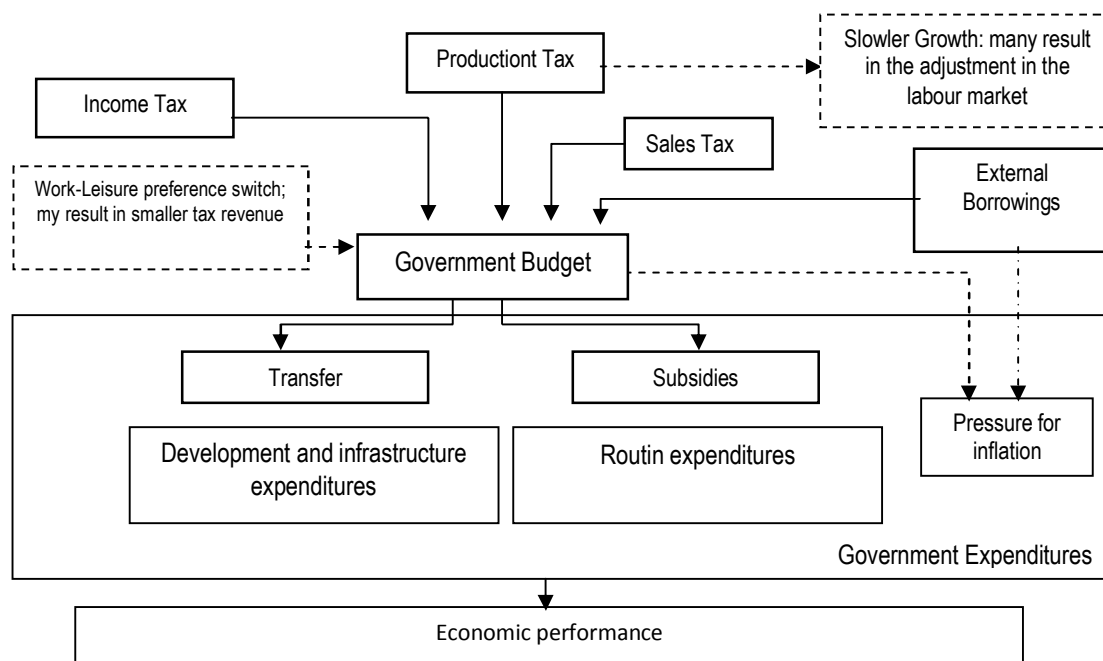 Productiont Tax
Slowler Growth: many result
in the adjustment in the
labour market
Income Tax
Sales Tax
External
Borrowings
Work-Leisure preference switch;
my result in smaller tax revenue
Government Budget
Transfer
Subsidies
Pressure for
inflation
Development and infrastructure
expenditures
Routin expenditures
Government Expenditures
Economic performance